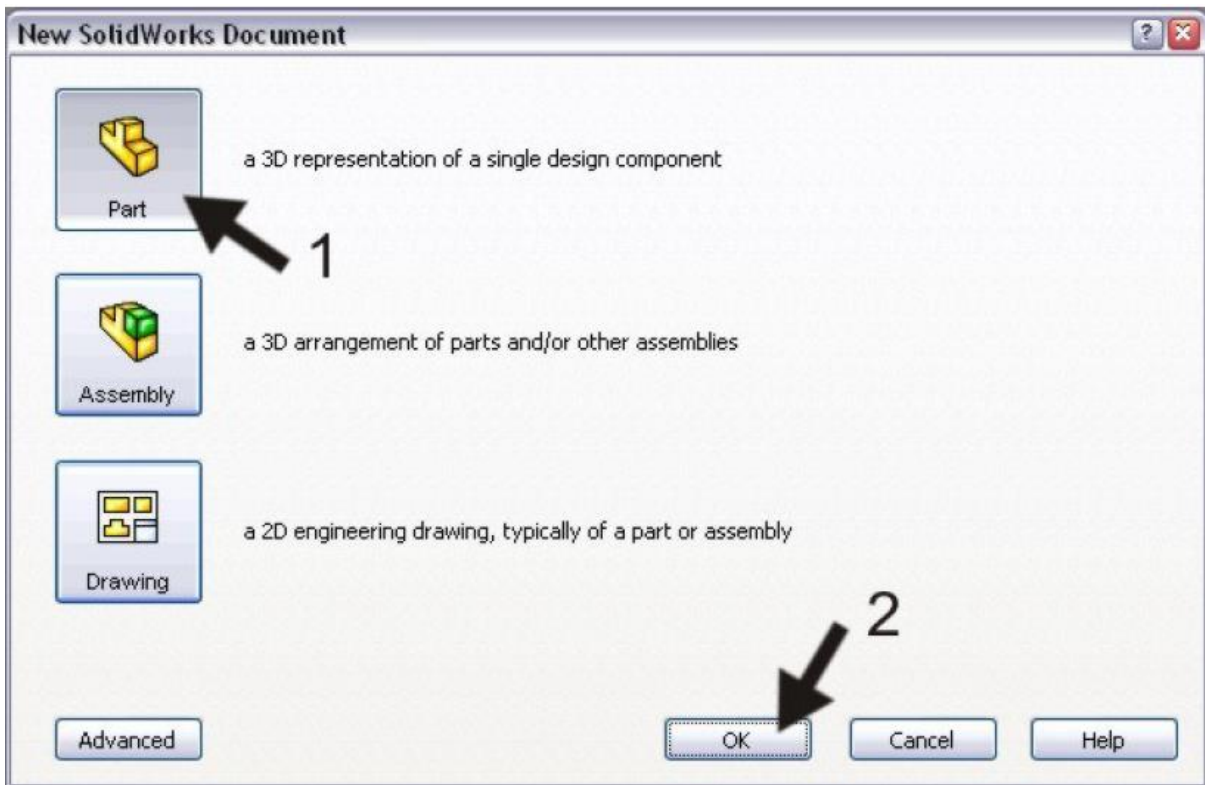 New SolidWorks Document
a 3D representation of a single design component
Part
1
a 3D arrangement of parts and/or other assemblies
Assembly
a 2D engineering drawing, typically of a part or assembly
Drawing
2
Advanced
OK
Cancel
Help